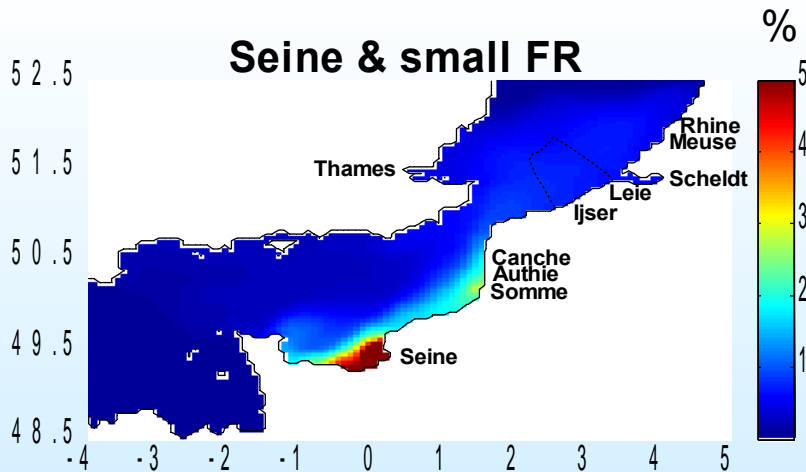 %
Seine & small FR
52.5
51.5
50.5
49.5
48.5
Thames
Rhine
Meuse
Scheldt
Leie
Ijser
Canche
Authie
Somme
Seine
5
4
3
2
1
-4 -3 -2 -1 0 1 2 3 4 5